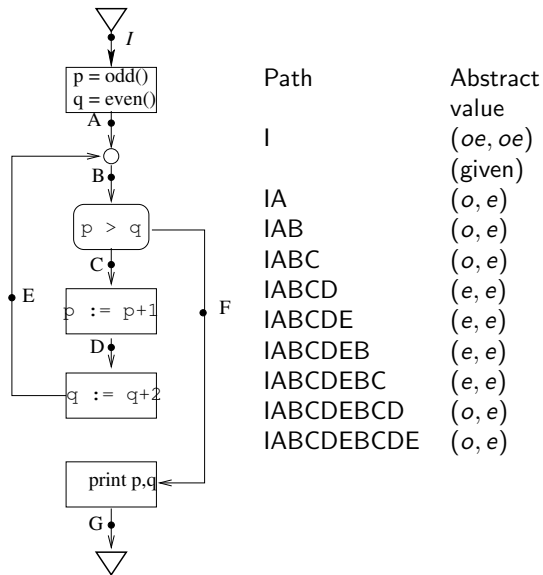 I
p = odd()
q = even()
A
B
p > q
C
E
F
p := p+1
D
q := q+2
print p,q
G
Path Abstract
value
I (oe, oe)
(given)
IA (o, e)
IAB (o, e)
IABC (o, e)
IABCD (e, e)
IABCDE (e, e)
IABCDEB (e, e)
IABCDEBC (e, e)
IABCDEBCD (o, e)
IABCDEBCDE (o, e)